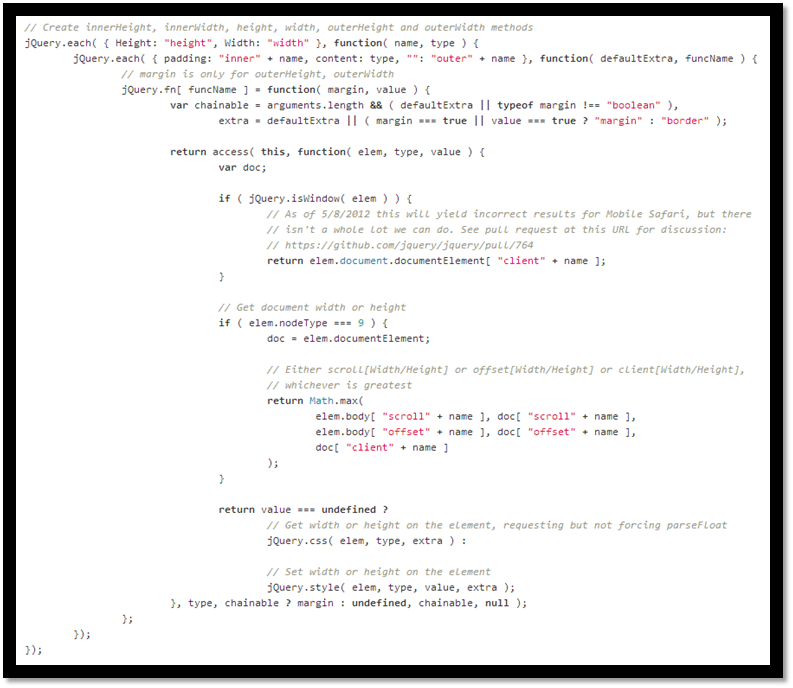 // Create innerHeight, innerWidth, height, width, outerHeight and outerWidth methods
jQuery.each( { Height: "height", Width: "width" }, function( name, type ) {
jQuery.each( { padding: "inner" + name, content: type, "": "outer" + name }, function( defaultExtra, funcName ) {
// margin is only for outerHeight, outerWidth
jQuery.fn[ funcName ] = function( margin, value ) {
var chainable = arguments.length && ( defaultExtra || typeof margin !== "boolean" ),
extra = defaultExtra || ( margin === true || value === true ? "margin" : "border" );
return access( this, function( elem, type, value ) {
var doc;
if ( jQuery.isWindow( elem ) ) {
// As of 5/8/2012 this will yield incorrect results for Mobile Safari, but there
// isn't a whole lot we can do. See pull request at this URL for discussion:
// https://github.com/jquery/jquery/pull/764
return elem.document.documentElement[ "client" + name ];
}
// Get document width or height
if ( elem.nodeType === 9 ) {
doc = elem.documentElement;
// Either scroll[Width/Height] or offset[Width/Height] or client[Width/Height],
// whichever is greatest
return Math.max(
elem.body[ "scroll" + name ], doc[ "scroll" + name ],
elem.body[ "offset" + name ], doc[ "offset" + name ],
doc[ "client" + name ]
);
}
return value === undefined ?
// Get width or height on the element, requesting but not forcing parseFloat
jQuery.css( elem, type, extra ) :
// Set width or height on the element
jQuery.style( elem, type, value, extra );
}, type, chainable ? margin : undefined, chainable, null );
};
});
});